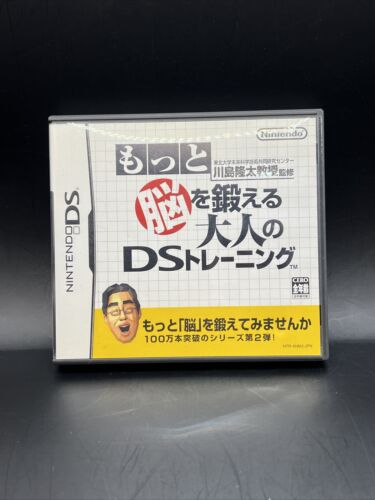 Nintendo
もっと
東北大学未来科学技術共同研究センター
川島隆太教授監修
脳を鍛える
大人の
DSトレーニング™
NINTENDO DS™
CERO
全年齢
もっと「脳」を鍛えてみませんか
100万本突破のシリーズ第2弾!